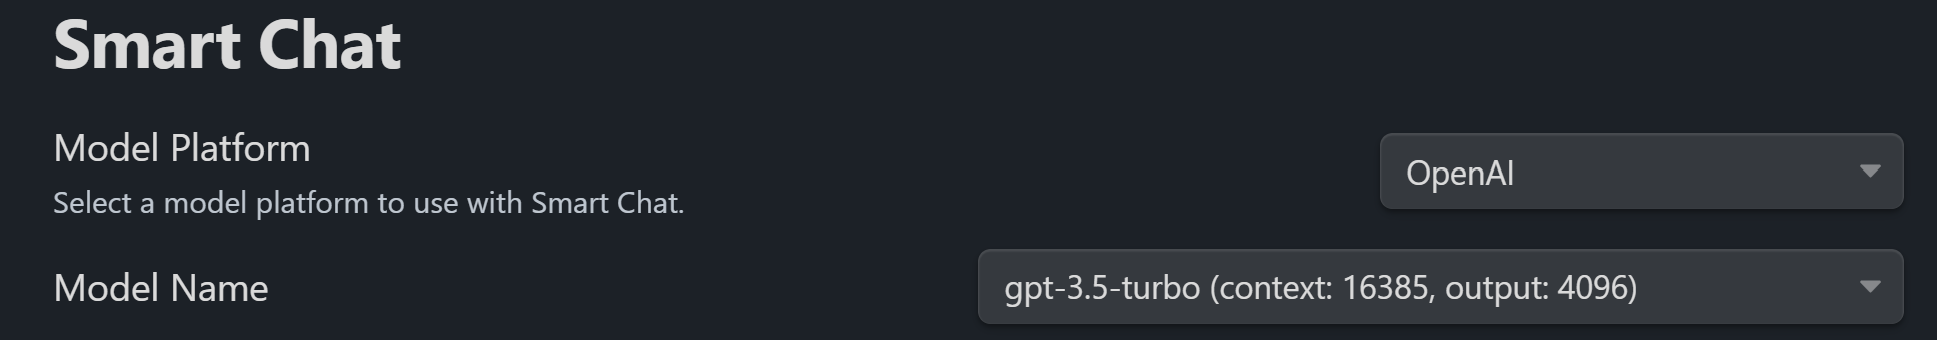 Smart Chat
Model Platform
OpenAI
Select a model platform to use with Smart Chat.
Model Name
gpt-3.5-turbo (context: 16385, output: 4096)